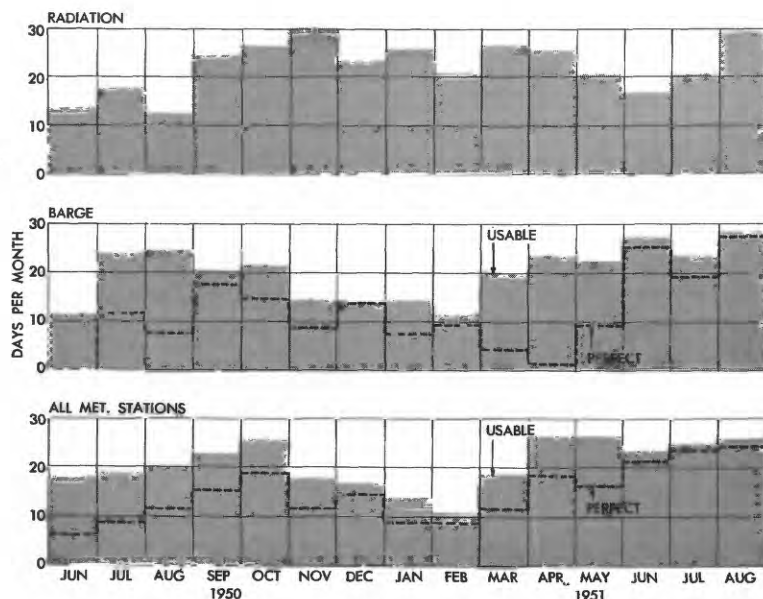 RADIATION
30
20
10
0
BARGE
30
USABLE
20
10
PERFECT
0
DAYS PER MONTH
ALL MET. STATIONS
30
USABLE
20
10
PERFECT
0
JUN JUL AUG SEP OCT NOV DEC JAN FEB MAR APR. MAY JUN JUL AUG
1950 1951